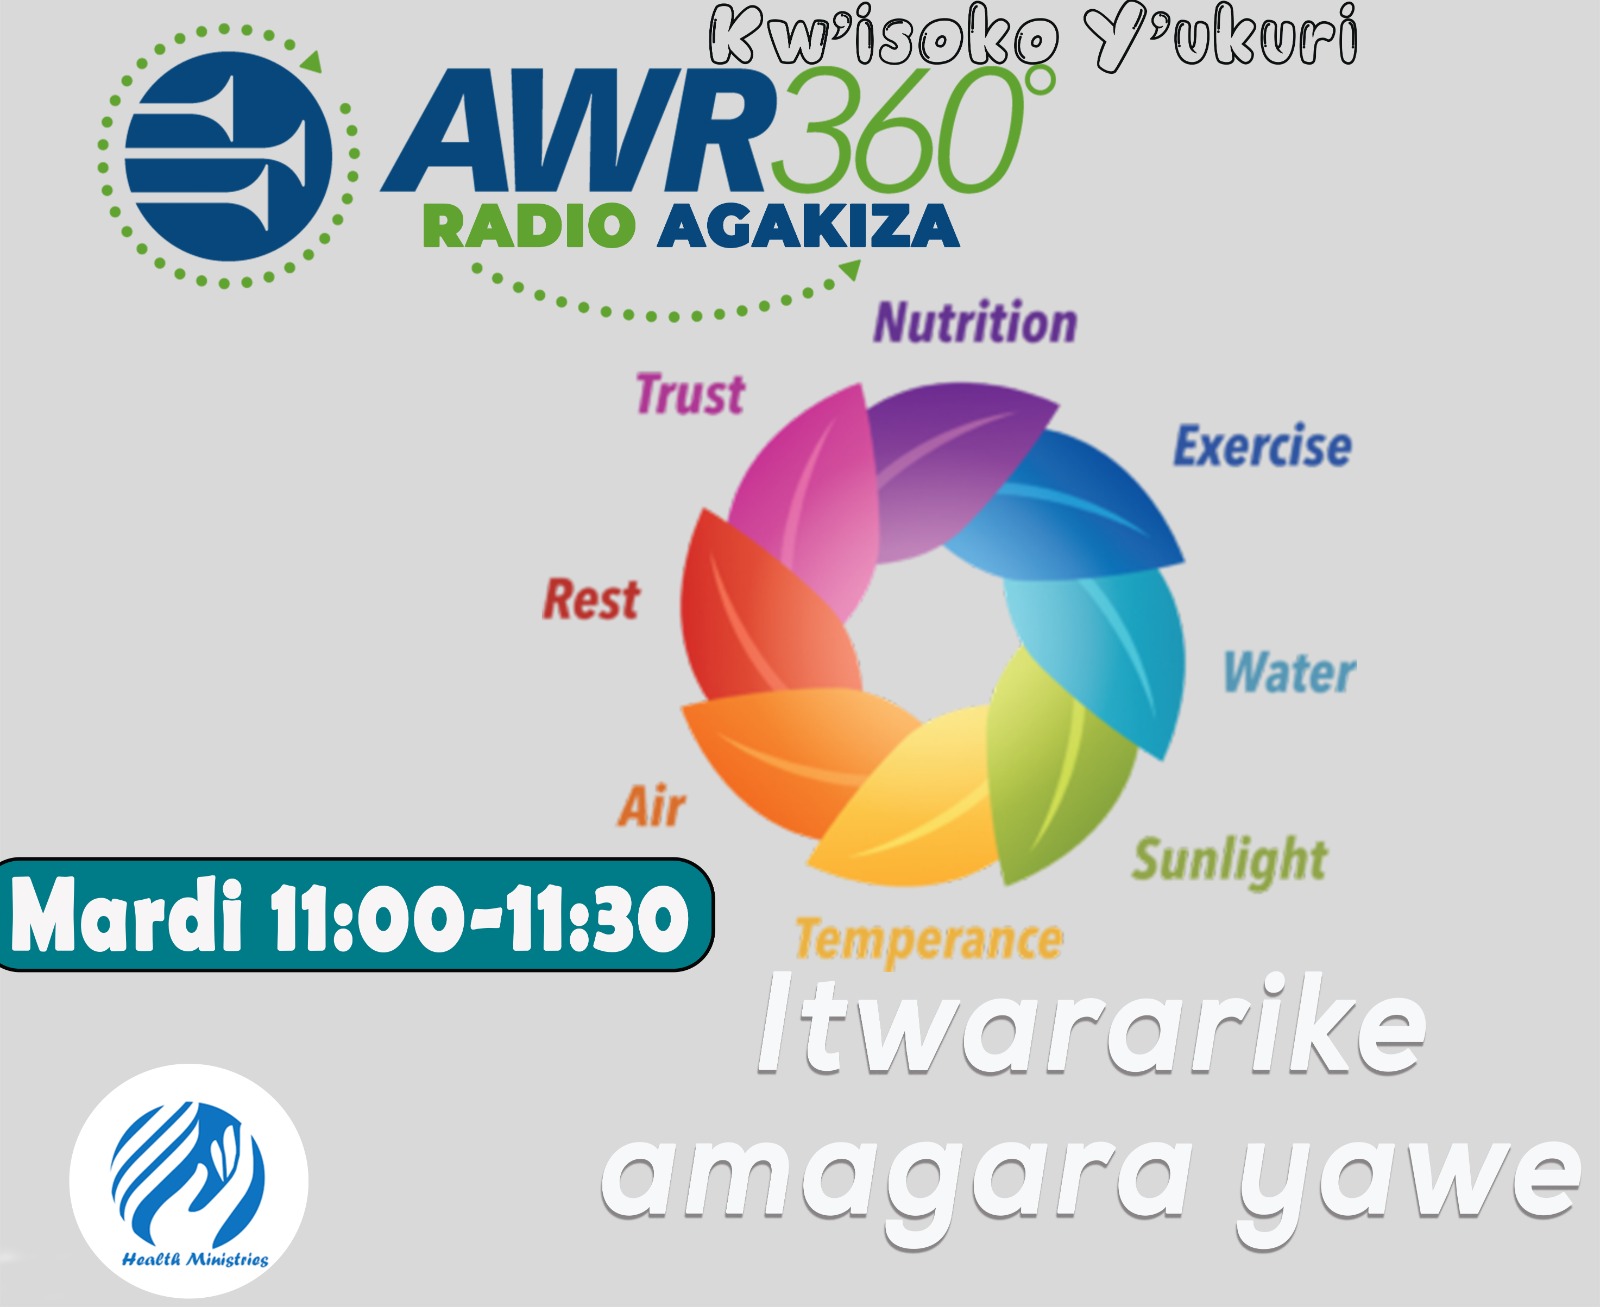 Kw'isoko Y'ukuri
AWR360°
RADIO AGAKIZA
Nutrition
Trust
Exercise
Rest
Water
Air
Sunlight
Mardi 11:00-11:30
Temperance
Itwararike
amagara yawe
Health Ministries